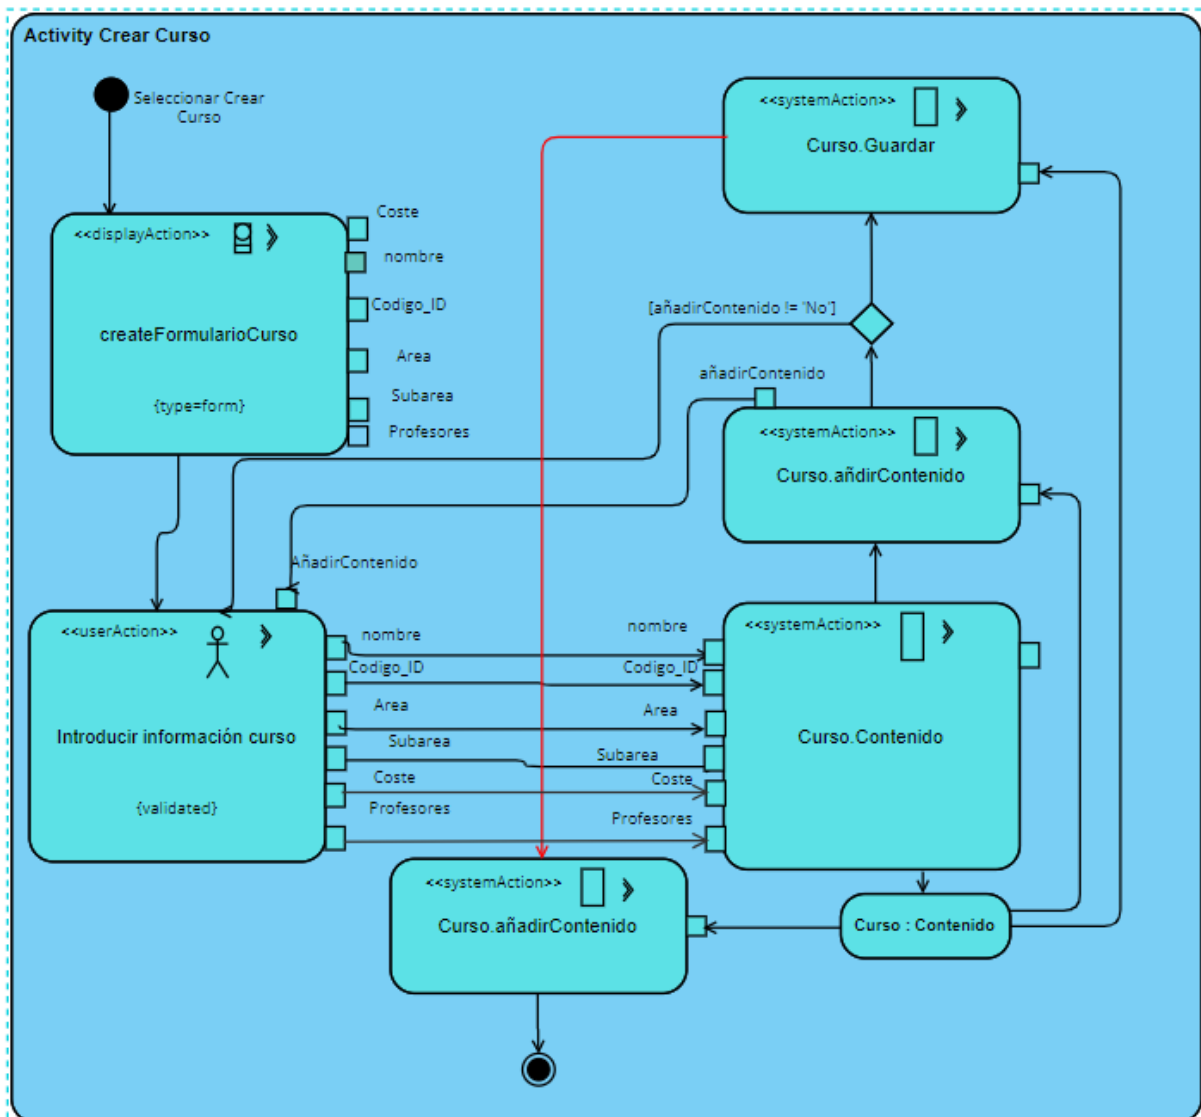 Activity Crear Curso
Seleccionar Crear
Curso
<<displayAction>>
createFormularioCurso
{type=form}
Coste
nombre
Codigo_ID
Area
Subarea
Profesores
<<systemAction>>
Curso.Guardar
[añadirContenido != 'No']
añadirContenido
<<systemAction>>
Curso.añdirContenido
AñadirContenido
<<userAction>>
Introducir información curso
{validated}
nombre
Codigo_ID
Area
Subarea
Coste
Profesores
nombre
Codigo_ID
Area
Subarea
Coste
Profesores
<<systemAction>>
Curso.Contenido
<<systemAction>>
Curso.añadirContenido
Curso : Contenido